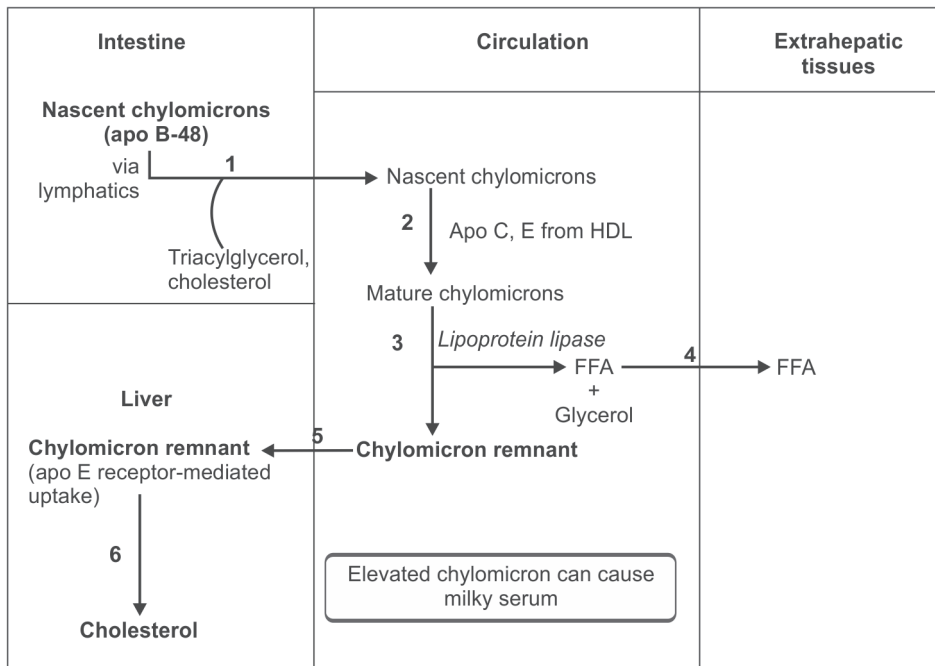 Intestine
Circulation
Extrahepatic
tissues
Nascent chylomicrons
(apo B-48)
via
lymphatics
1
Nascent chylomicrons
Triacylglycerol,
cholesterol
2
Apo C, E from HDL
Mature chylomicrons
3
Lipoprotein lipase
FFA
+
Glycerol
4
FFA
Liver
Chylomicron remnant
(apo E receptor-mediated
uptake)
5
Chylomicron remnant
6
Cholesterol
Elevated chylomicron can cause
milky serum